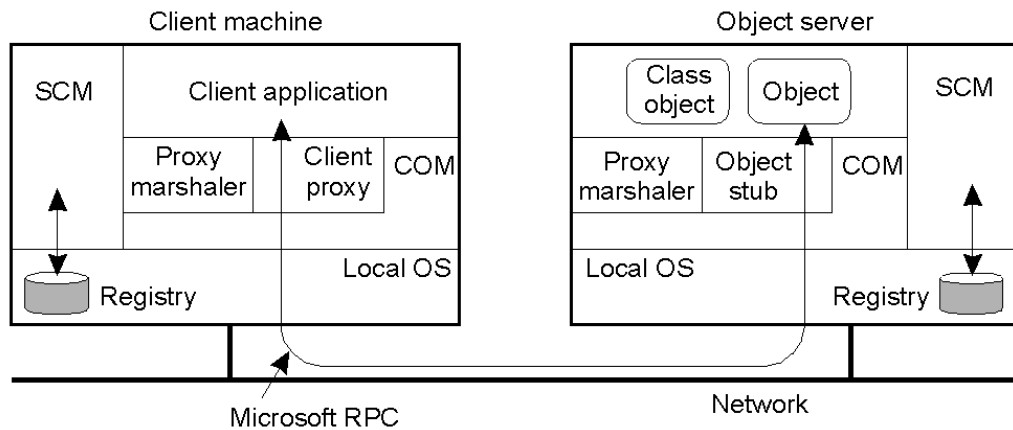 Client machine
Object server
SCM
Client application
Proxy
marshaler
Client
proxy
COM
Local OS
Registry
Class
object
Object
SCM
Proxy
marshaler
Object
stub
COM
Local OS
Registry
Microsoft RPC
Network